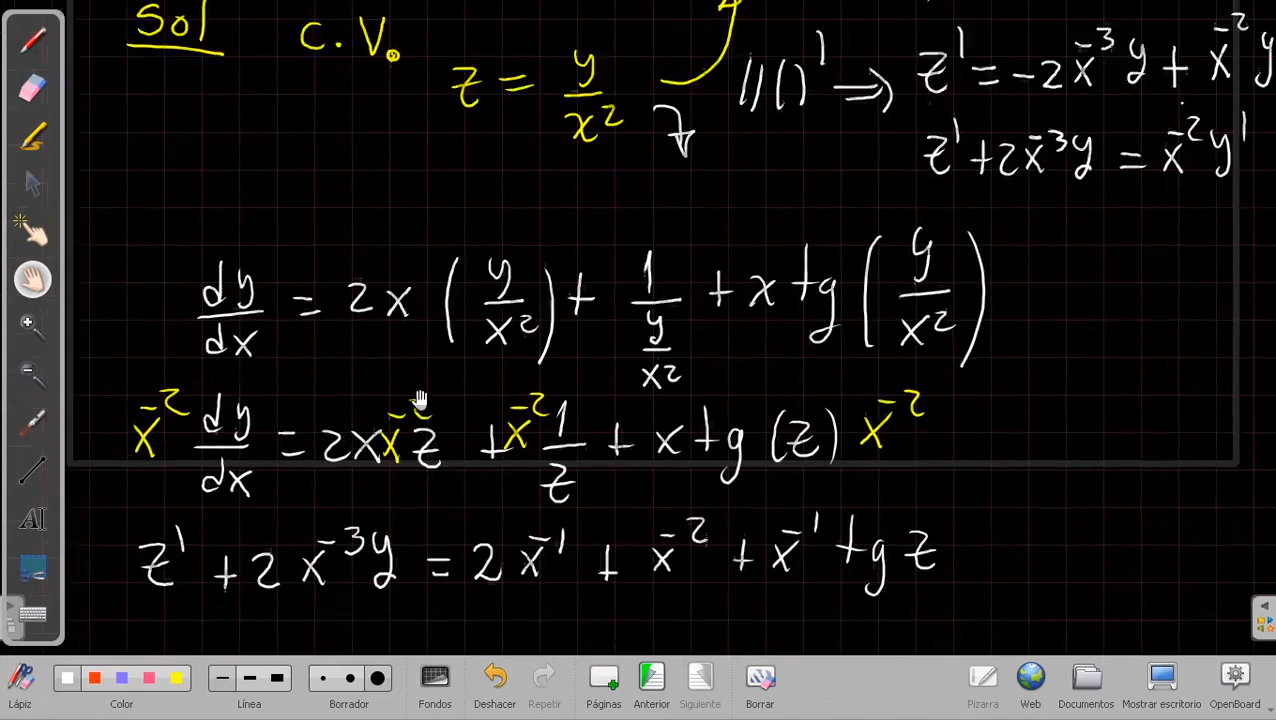 Sol C.V.
z = y/x²
//()' ⟹ z' = -2x⁻³y + x⁻²y
z' + 2x⁻³y = x⁻²y'
dy/dx = 2x (y/x²) + 1/(y/x²) + x tg (y/x²)
x⁻² dy/dx = 2x x⁻² z + x⁻² 1/z + x tg (z) x⁻²
z' + 2x⁻³y = 2x⁻¹ + x⁻² + x⁻¹ tg z
Lápiz Color Línea Borrador Fondos Deshacer Repetir Páginas Anterior Siguiente Borrar Pizarra Web Documentos Mostrar escritorio OpenBoard